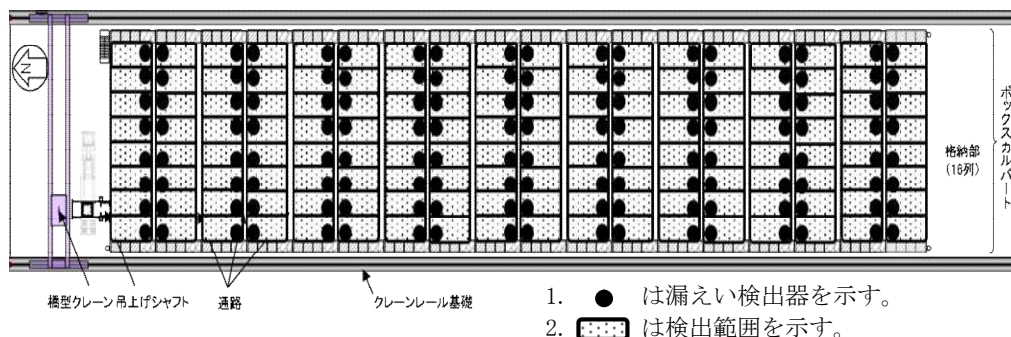 N
ボックスカルバート
格納部
(16列)
橋型クレーン 吊上げシャフト 通路 クレーンレール基礎
1. ● は漏えい検出器を示す。
2. は検出範囲を示す。